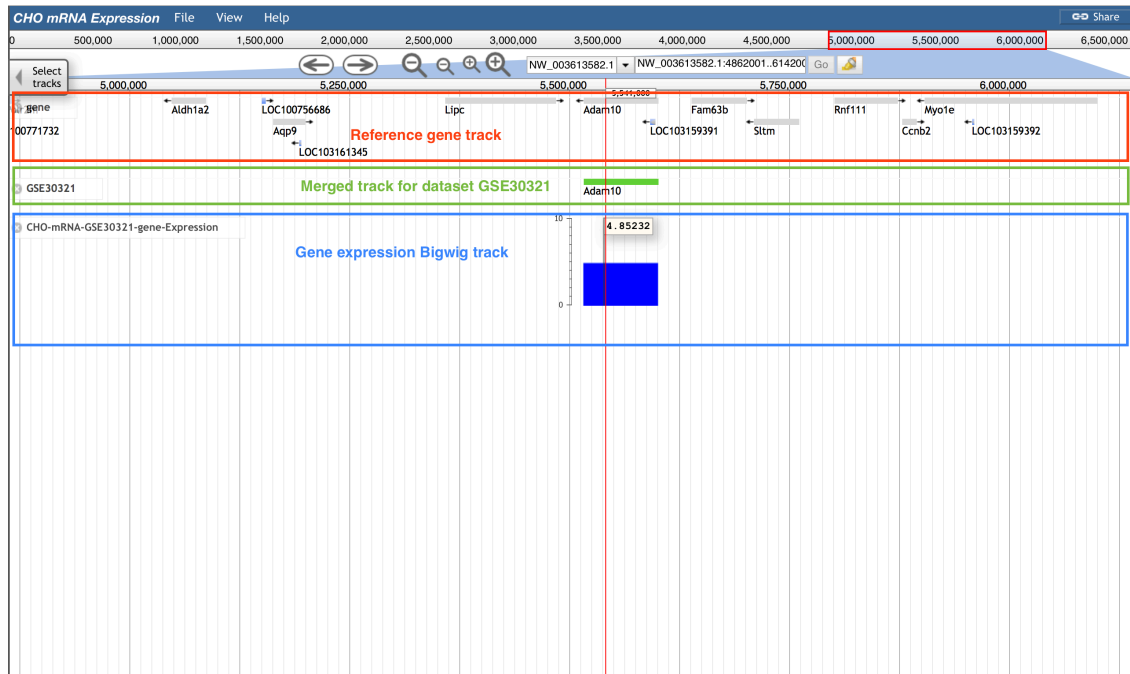 CHO mRNA Expression File View Help Share
0 500,000 1,000,000 1,500,000 2,000,000 2,500,000 3,000,000 3,500,000 4,000,000 4,500,000 5,000,000 5,500,000 6,000,000 6,500,000
NW_003613582.1 NW_003613582.1:4862001..614200 Go
Select
tracks
5,000,000 5,250,000 5,500,000 5,750,000 6,000,000
gene Aldh1a2 LOC100756686 Lipc Adam10 Fam63b Rnf111 Myo1e
100771732 Aqp9 Reference gene track LOC103159391 Sltm Ccnb2 LOC103159392
LOC103161345
GSE30321 Merged track for dataset GSE30321
Adam10
CHO-mRNA-GSE30321-gene-Expression
10
4.85232
Gene expression Bigwig track
0